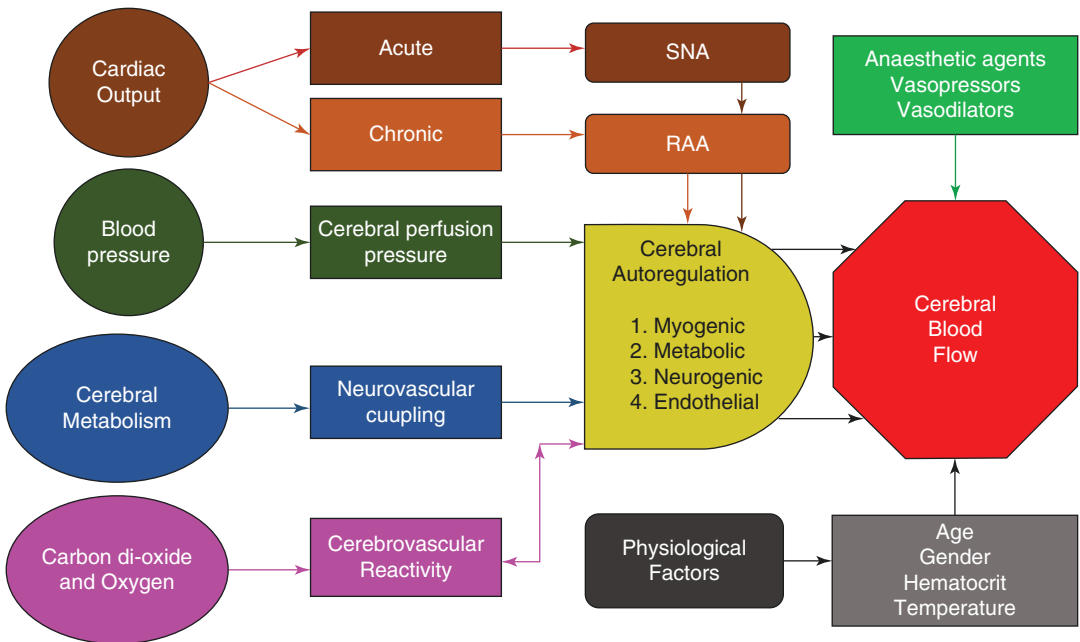 Cardiac
Output
Acute
SNA
Chronic
RAA
Anaesthetic agents
Vasopressors
Vasodilators
Blood
pressure
Cerebral perfusion
pressure
Cerebral
Autoregulation
1. Myogenic
2. Metabolic
3. Neurogenic
4. Endothelial
Cerebral
Blood
Flow
Cerebral
Metabolism
Neurovascular
cuupling
Carbon di-oxide
and Oxygen
Cerebrovascular
Reactivity
Physiological
Factors
Age
Gender
Hematocrit
Temperature